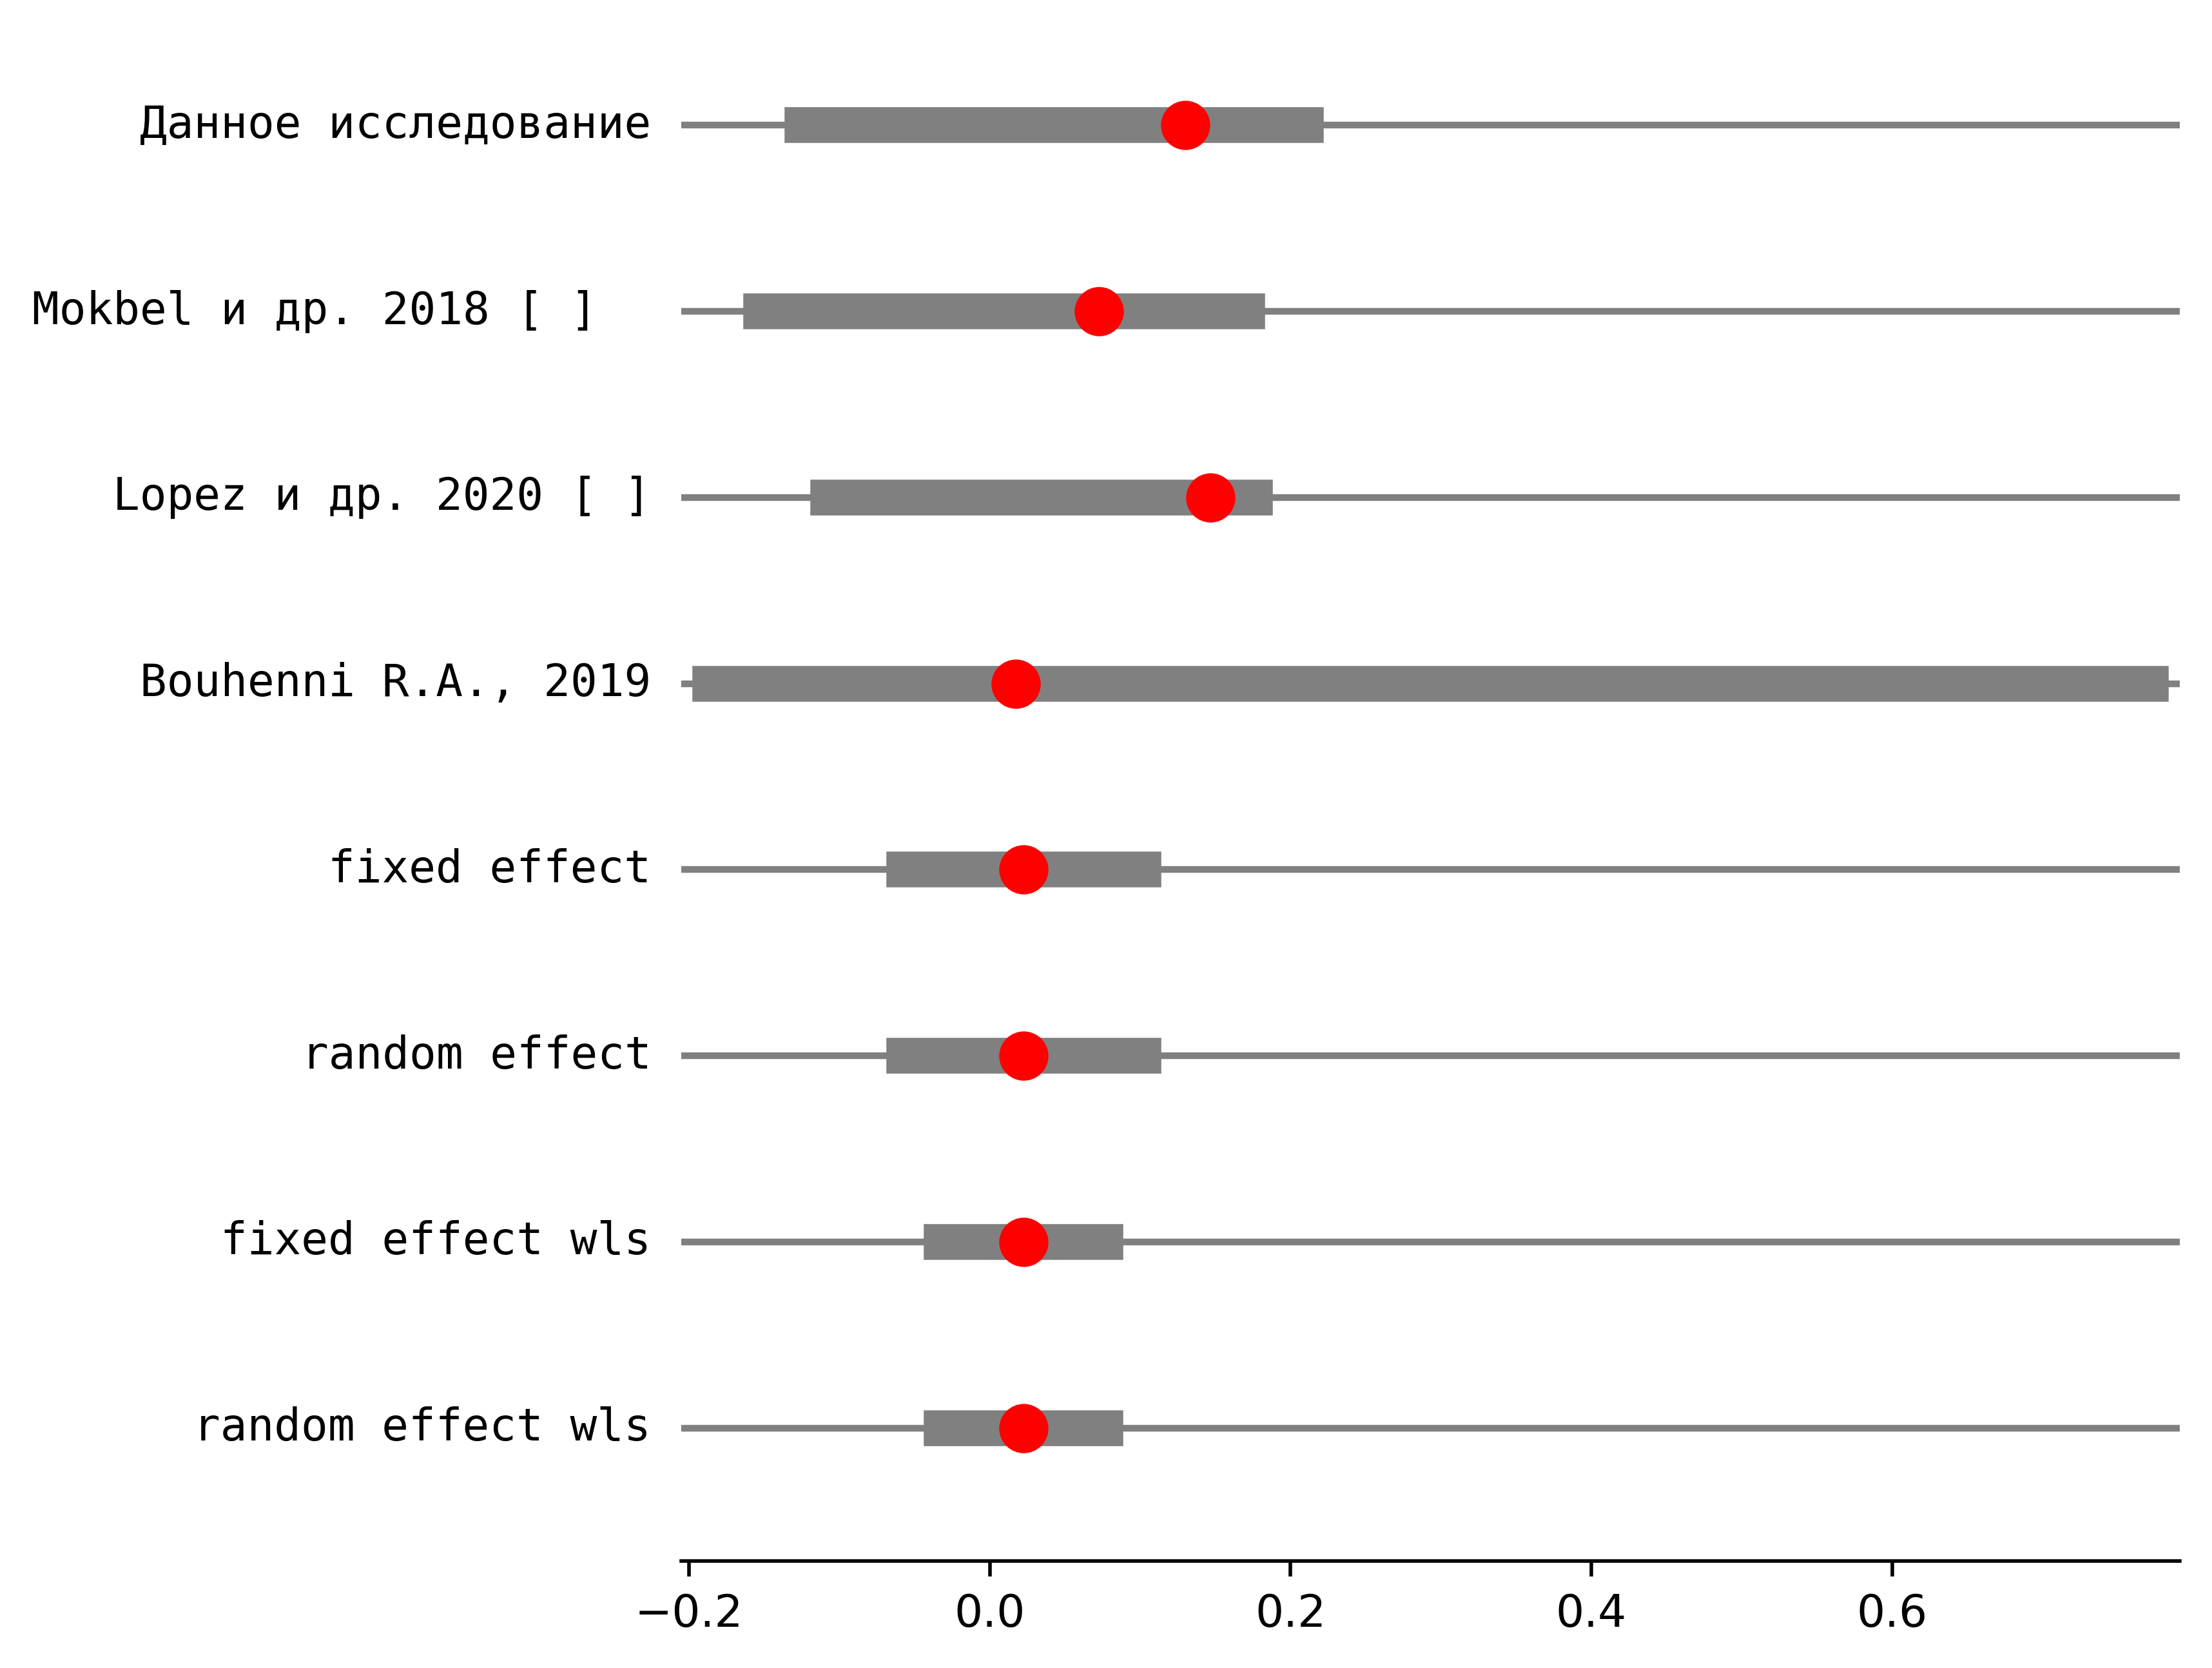 Данное исследование
Mokbel и др. 2018 [ ]
Lopez и др. 2020 [ ]
Bouhenni R.A., 2019
fixed effect
random effect
fixed effect wls
random effect wls
−0.2 0.0 0.2 0.4 0.6